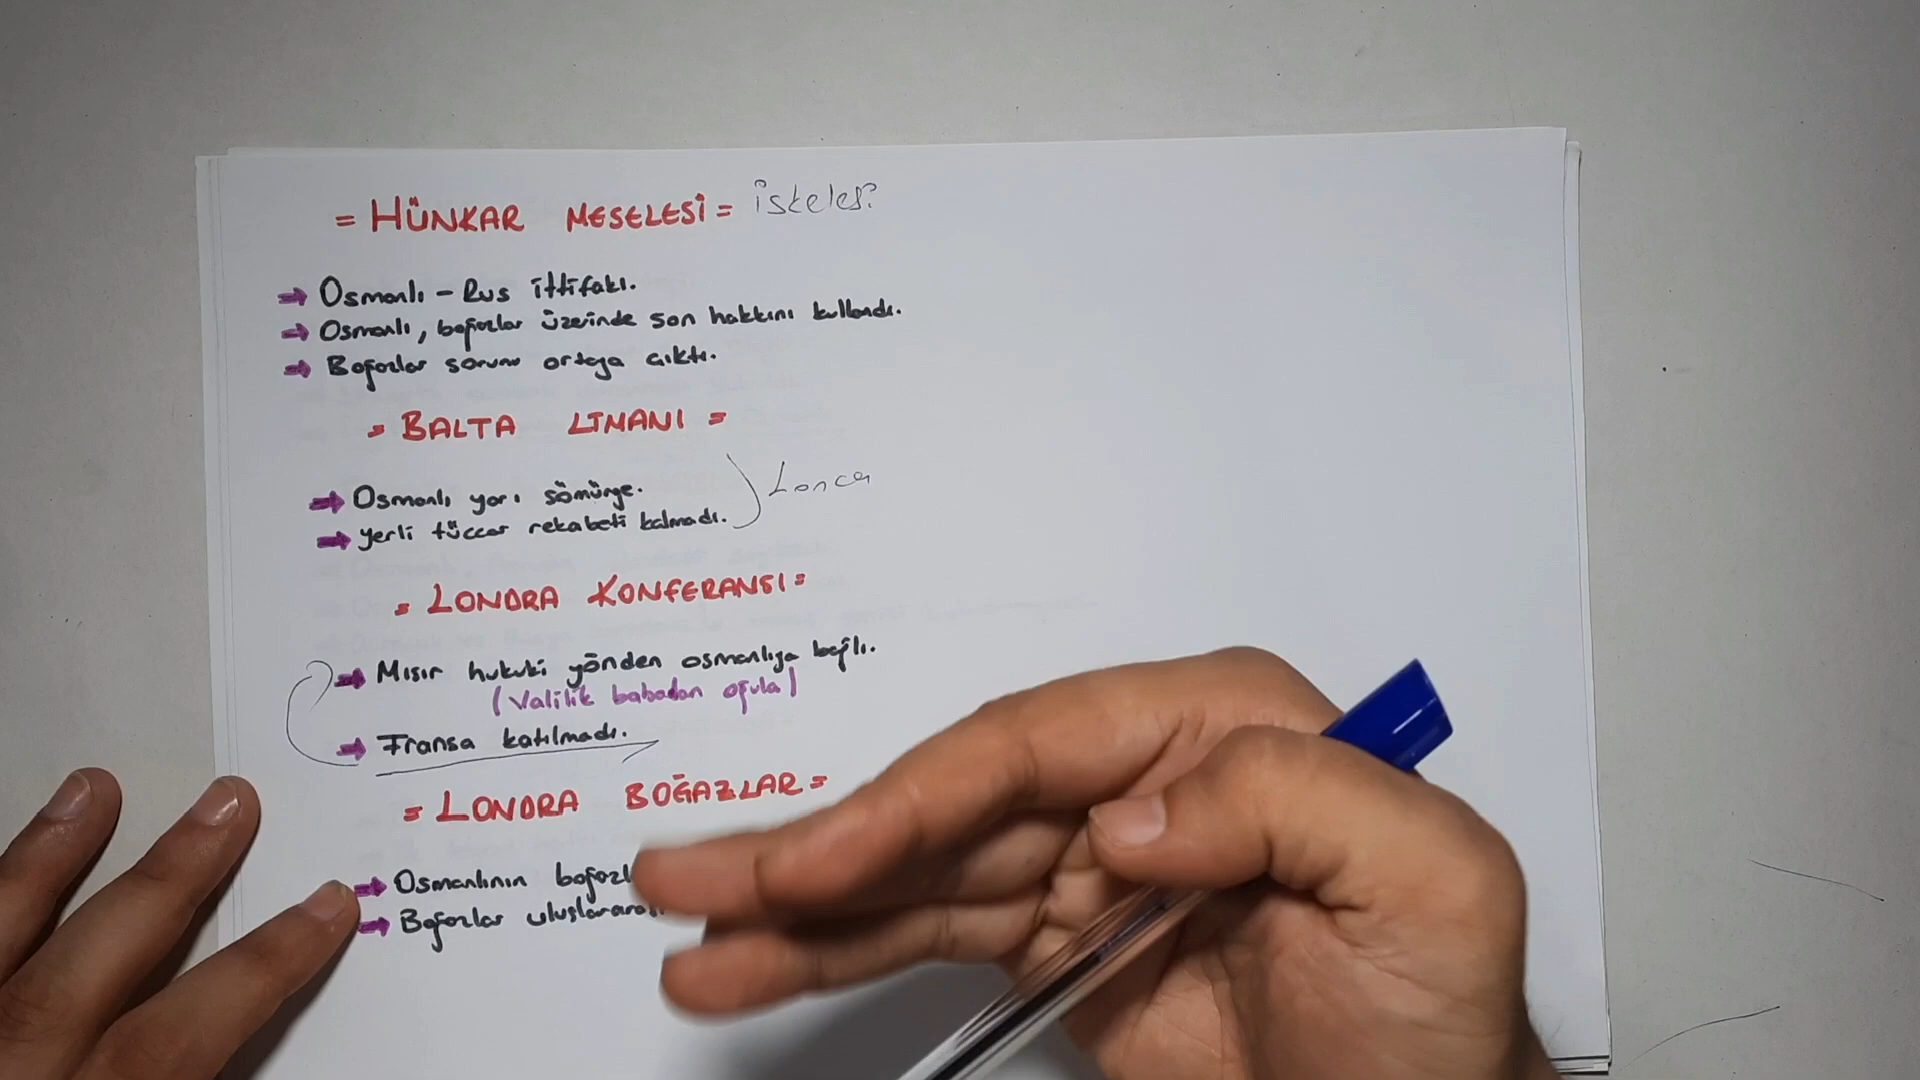 = HÜNKAR MESELESİ = İskelesi
⇒ Osmanlı - Rus ittifakı.
⇒ Osmanlı, boğazlar üzerinde son hakkını kullandı.
⇒ Boğazlar sorunu ortaya çıktı.
= BALTA LİMANI =
⇒ Osmanlı yarı sömürge.
⇒ yerli tüccar rekabeti kalmadı.
Lonca
= LONDRA KONFERANSI =
⇒ Mısır hukuki yönden osmanlıya bağlı.
(Valilik babadan oğula)
⇒ Fransa katılmadı.
= LONDRA BOĞAZLAR =
⇒ Osmanlının
⇒ Boğazlar